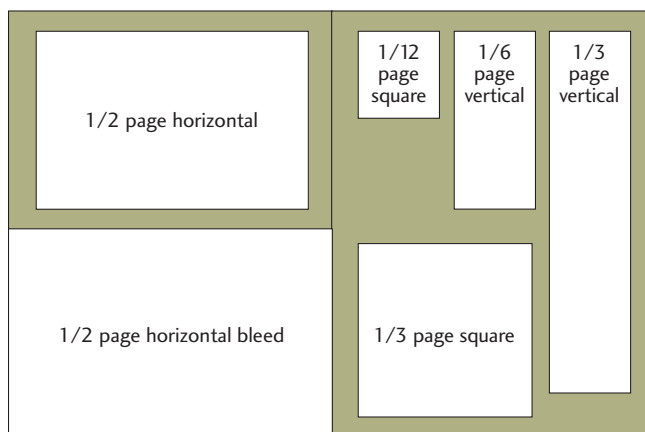 1/2 page horizontal
1/2 page horizontal bleed
1/12
page
square
1/6
page
vertical
1/3
page
vertical
1/3 page square